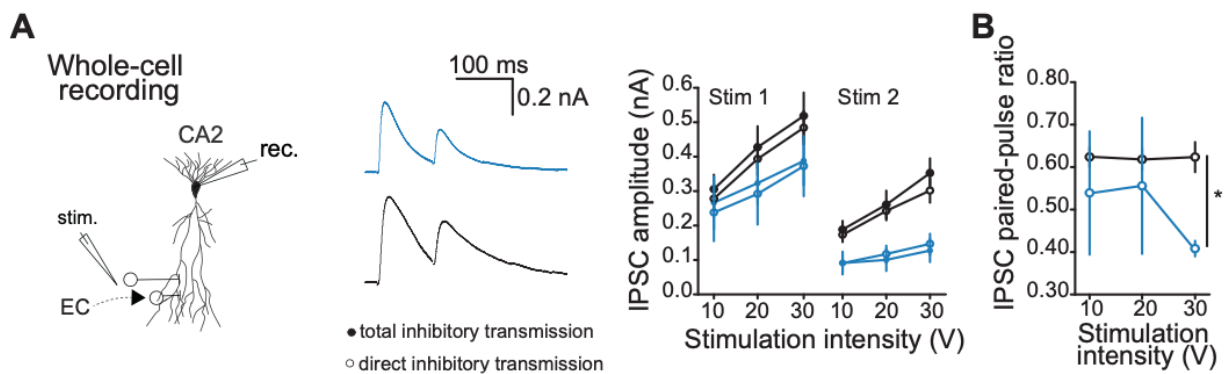 A
Whole-cell
recording
CA2
rec.
stim.
EC
100 ms
0.2 nA
● total inhibitory transmission
○ direct inhibitory transmission
IPSC amplitude (nA)
0.6
0.5
0.4
0.3
0.2
0.1
0.0
Stim 1
Stim 2
10 20 30 10 20 30
Stimulation intensity (V)
B
IPSC paired-pulse ratio
0.80
0.70
0.60
0.50
0.40
0.30
*
10 20 30
Stimulation
intensity (V)